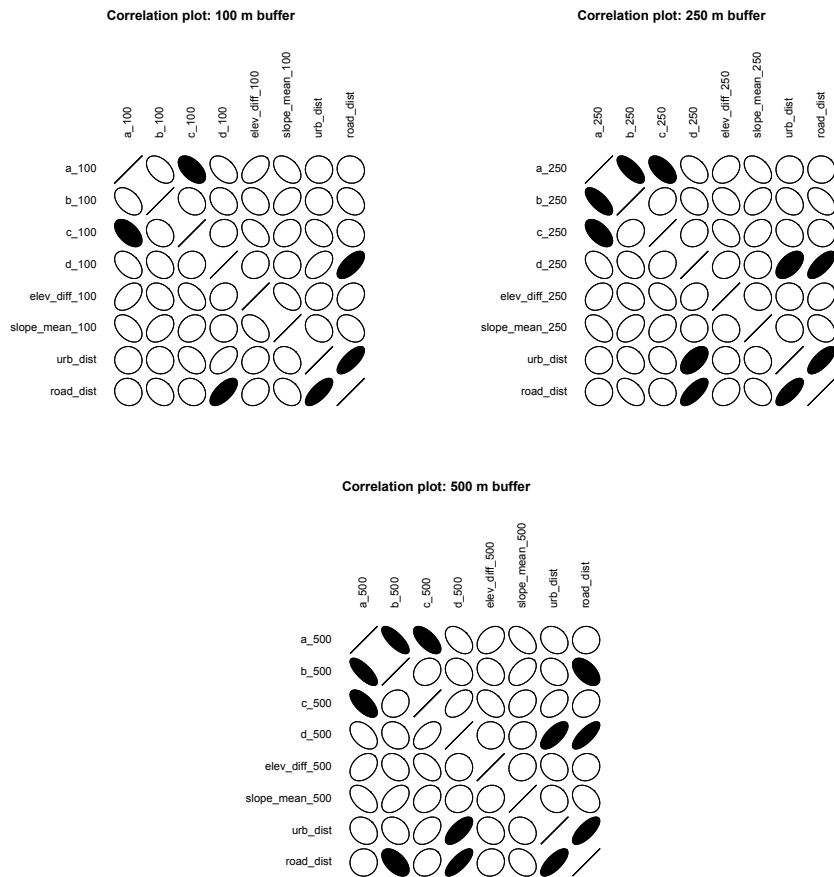 Correlation plot: 100 m buffer
a_100
b_100
c_100
d_100
elev_diff_100
slope_mean_100
urb_dist
road_dist
a_100
b_100
c_100
d_100
elev_diff_100
slope_mean_100
urb_dist
road_dist
Correlation plot: 250 m buffer
a_250
b_250
c_250
d_250
elev_diff_250
slope_mean_250
urb_dist
road_dist
a_250
b_250
c_250
d_250
elev_diff_250
slope_mean_250
urb_dist
road_dist
Correlation plot: 500 m buffer
a_500
b_500
c_500
d_500
elev_diff_500
slope_mean_500
urb_dist
road_dist
a_500
b_500
c_500
d_500
elev_diff_500
slope_mean_500
urb_dist
road_dist